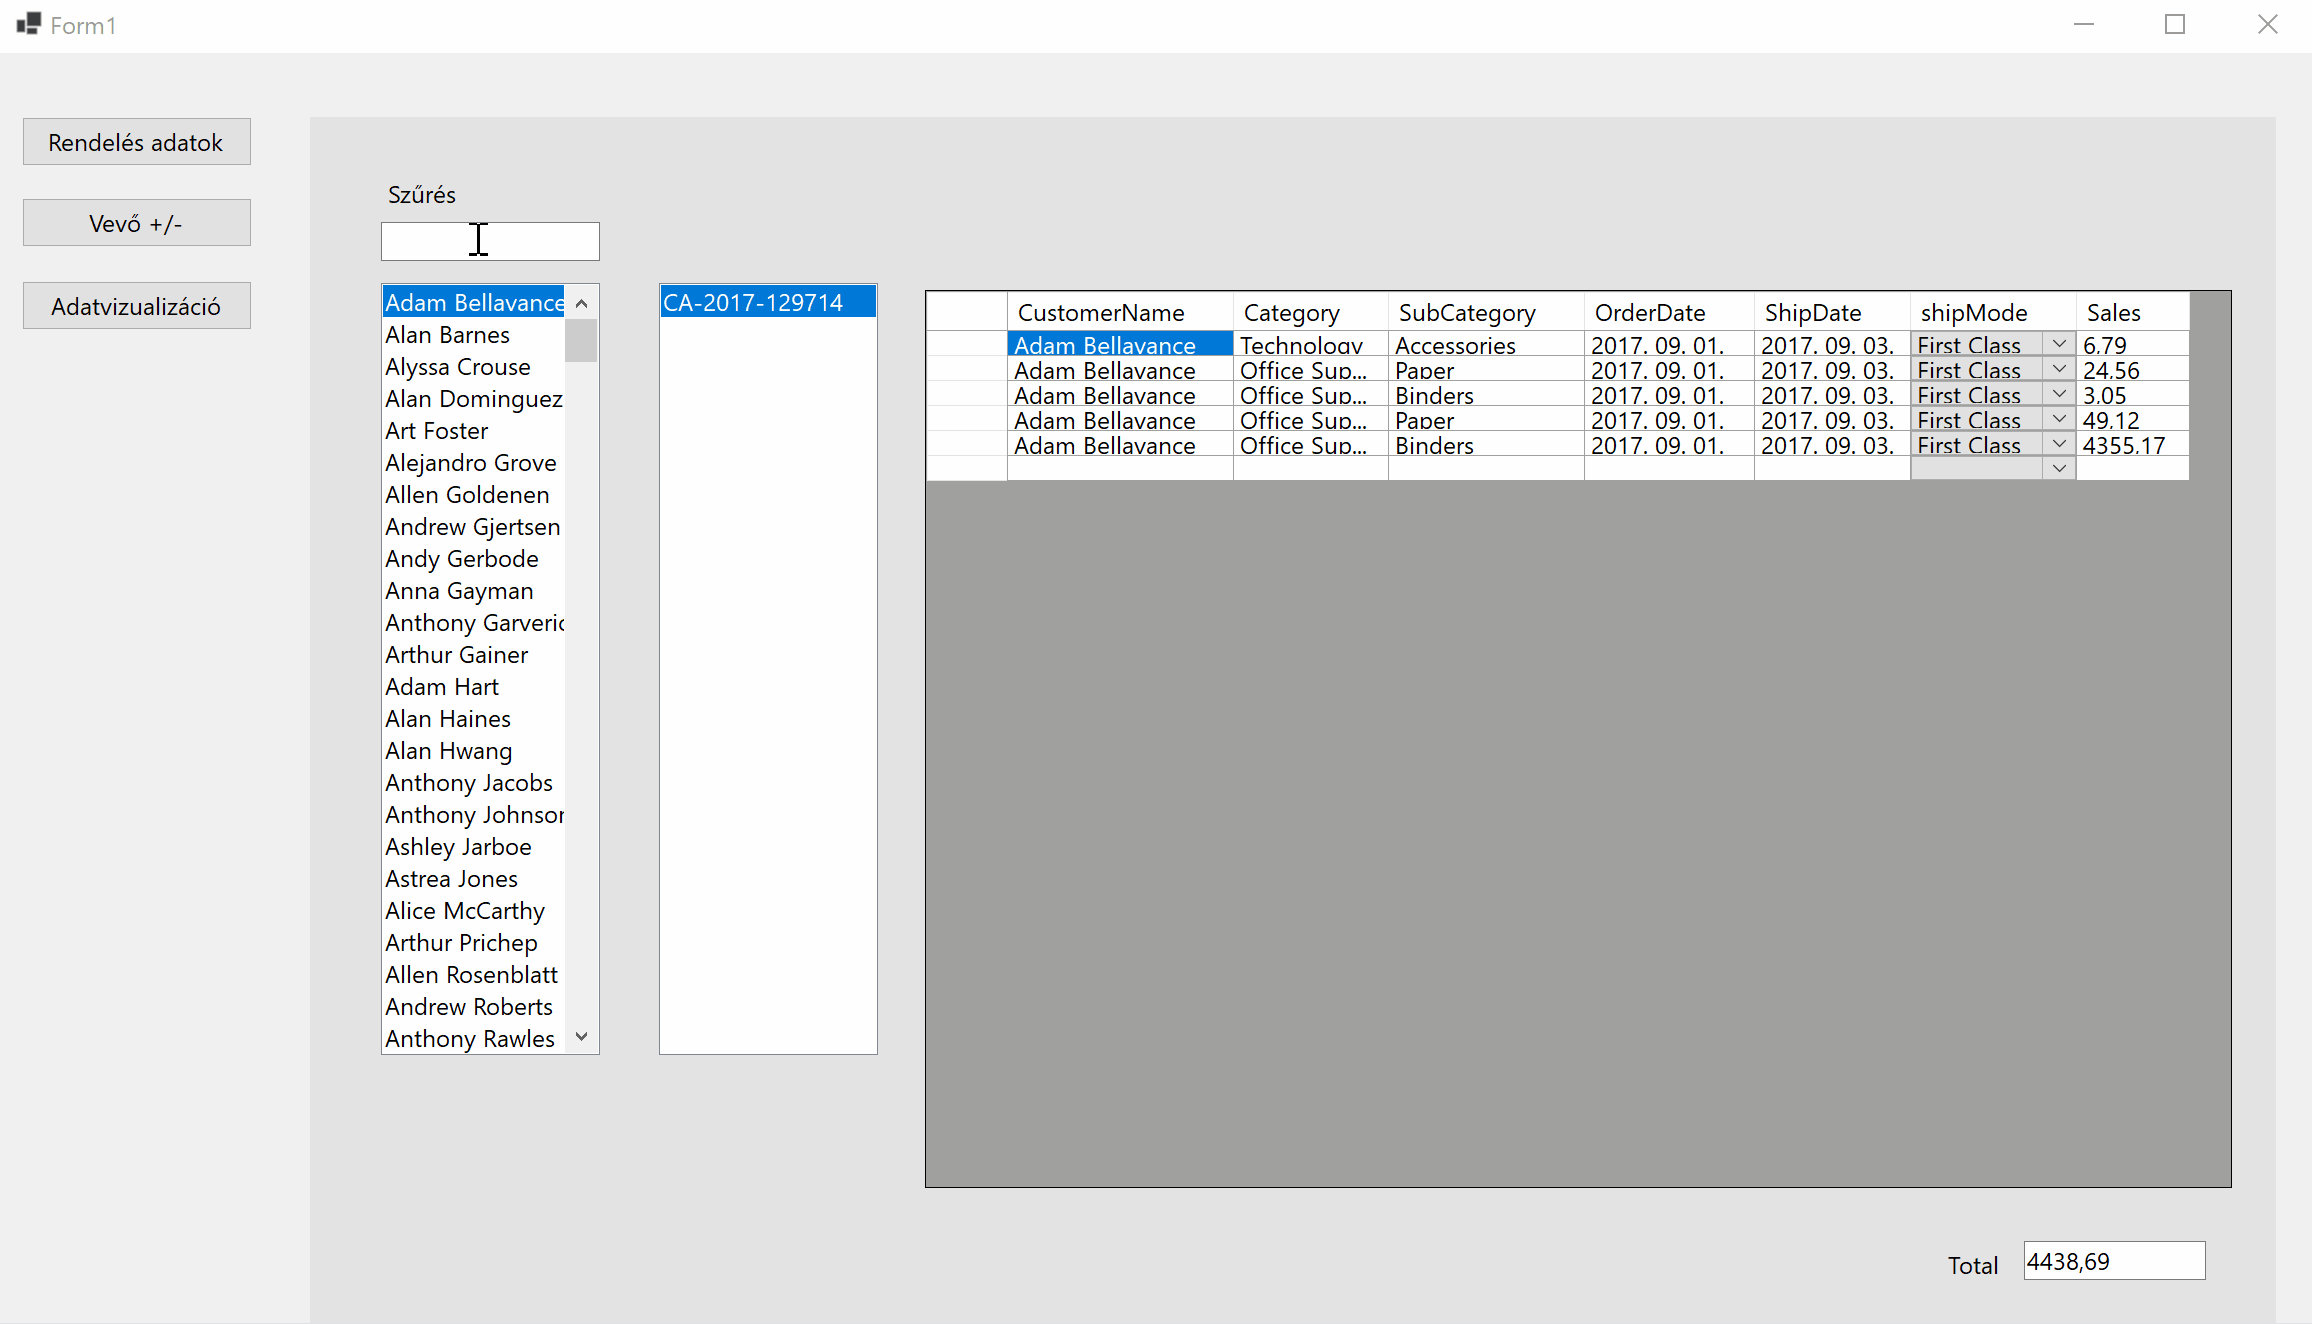 Form1
Rendelés adatok
Vevő +/-
Adatvizualizáció
Szűrés
Adam Bellavance
Alan Barnes
Alyssa Crouse
Alan Dominguez
Art Foster
Alejandro Grove
Allen Goldenen
Andrew Gjertsen
Andy Gerbode
Anna Gayman
Anthony Garveric
Arthur Gainer
Adam Hart
Alan Haines
Alan Hwang
Anthony Jacobs
Anthony Johnson
Ashley Jarboe
Astrea Jones
Alice McCarthy
Arthur Prichep
Allen Rosenblatt
Andrew Roberts
Anthony Rawles
CA-2017-129714
CustomerName Category SubCategory OrderDate ShipDate shipMode Sales
Adam Bellavance Technology Accessories 2017. 09. 01. 2017. 09. 03. First Class 6,79
Adam Bellavance Office Sup... Paper 2017. 09. 01. 2017. 09. 03. First Class 24,56
Adam Bellavance Office Sup... Binders 2017. 09. 01. 2017. 09. 03. First Class 3,05
Adam Bellavance Office Sup... Paper 2017. 09. 01. 2017. 09. 03. First Class 49,12
Adam Bellavance Office Sup... Binders 2017. 09. 01. 2017. 09. 03. First Class 4355,17
Total 4438,69